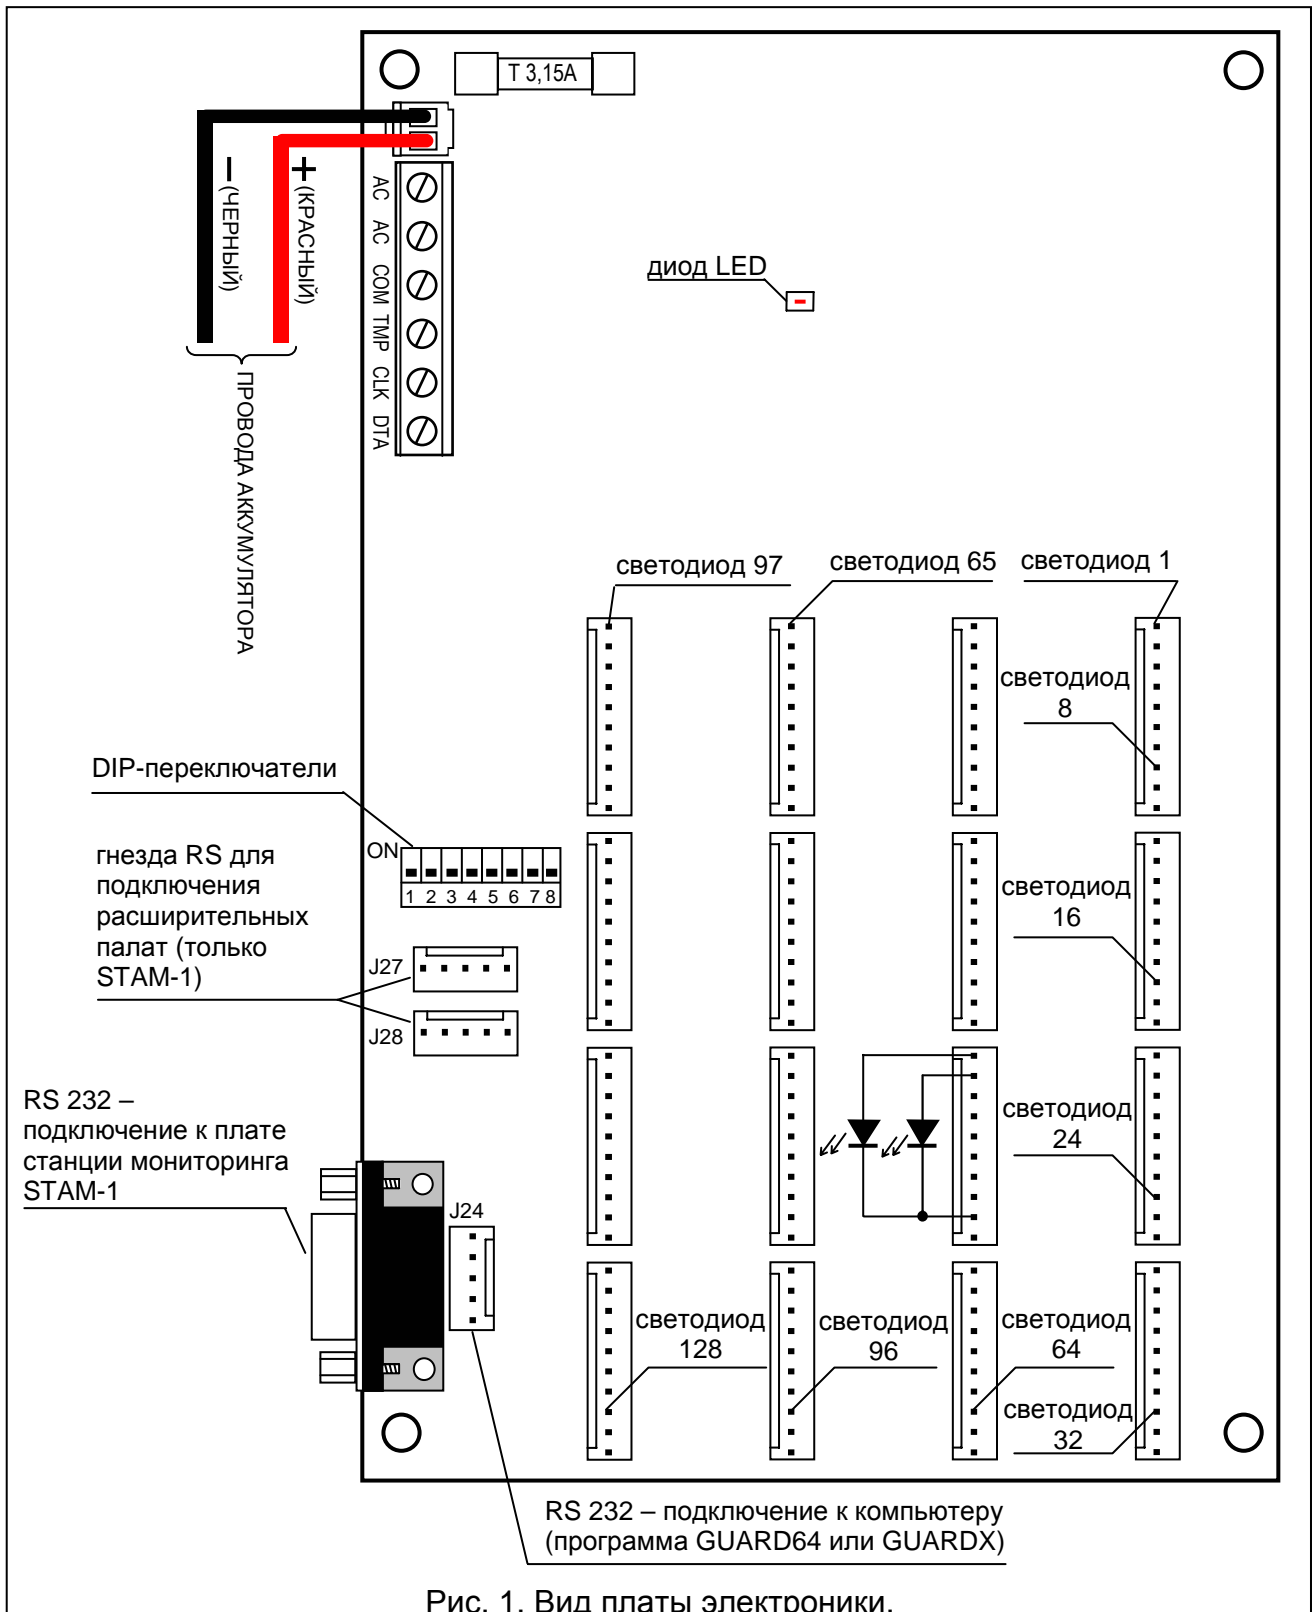 T 3,15A
−(ЧЕРНЫЙ)
+(КРАСНЫЙ)
AC
AC
COM
TMP
CLK
DTA
ПРОВОДА АККУМУЛЯТОРА
диод LED
светодиод 97
светодиод 65
светодиод 1
светодиод
8
DIP-переключатели
ON
1 2 3 4 5 6 7 8
гнезда RS для
подключения
расширительных
палат (только
STAM-1)
J27
J28
светодиод
16
RS 232 –
подключение к плате
станции мониторинга
STAM-1
светодиод
24
J24
светодиод
128
светодиод
96
светодиод
64
светодиод
32
RS 232 – подключение к компьютеру
(программа GUARD64 или GUARDX)
Рис. 1. Вид платы электроники.